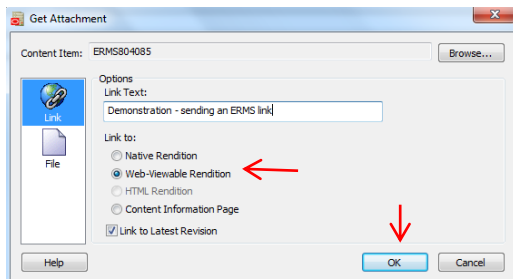 Get Attachment
Content Item: ERMS804085 Browse...
Options
Link Text:
Link
Demonstration - sending an ERMS link
Link to:
Native Rendition
File
Web-Viewable Rendition
HTML Rendition
Content Information Page
Link to Latest Revision
Help OK Cancel